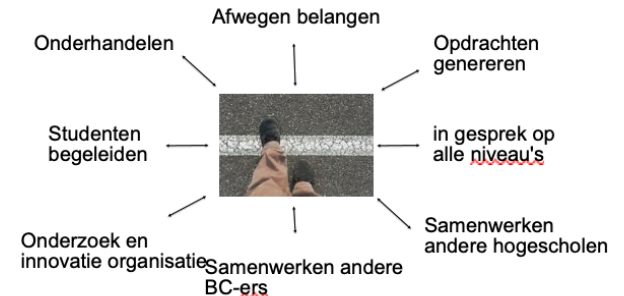 Afwegen belangen
Onderhandelen
Opdrachten
genereren
Studenten
begeleiden
in gesprek op
alle niveau's
Onderzoek en
innovatie organisatie
Samenwerken andere
BC-ers
Samenwerken
andere hogescholen